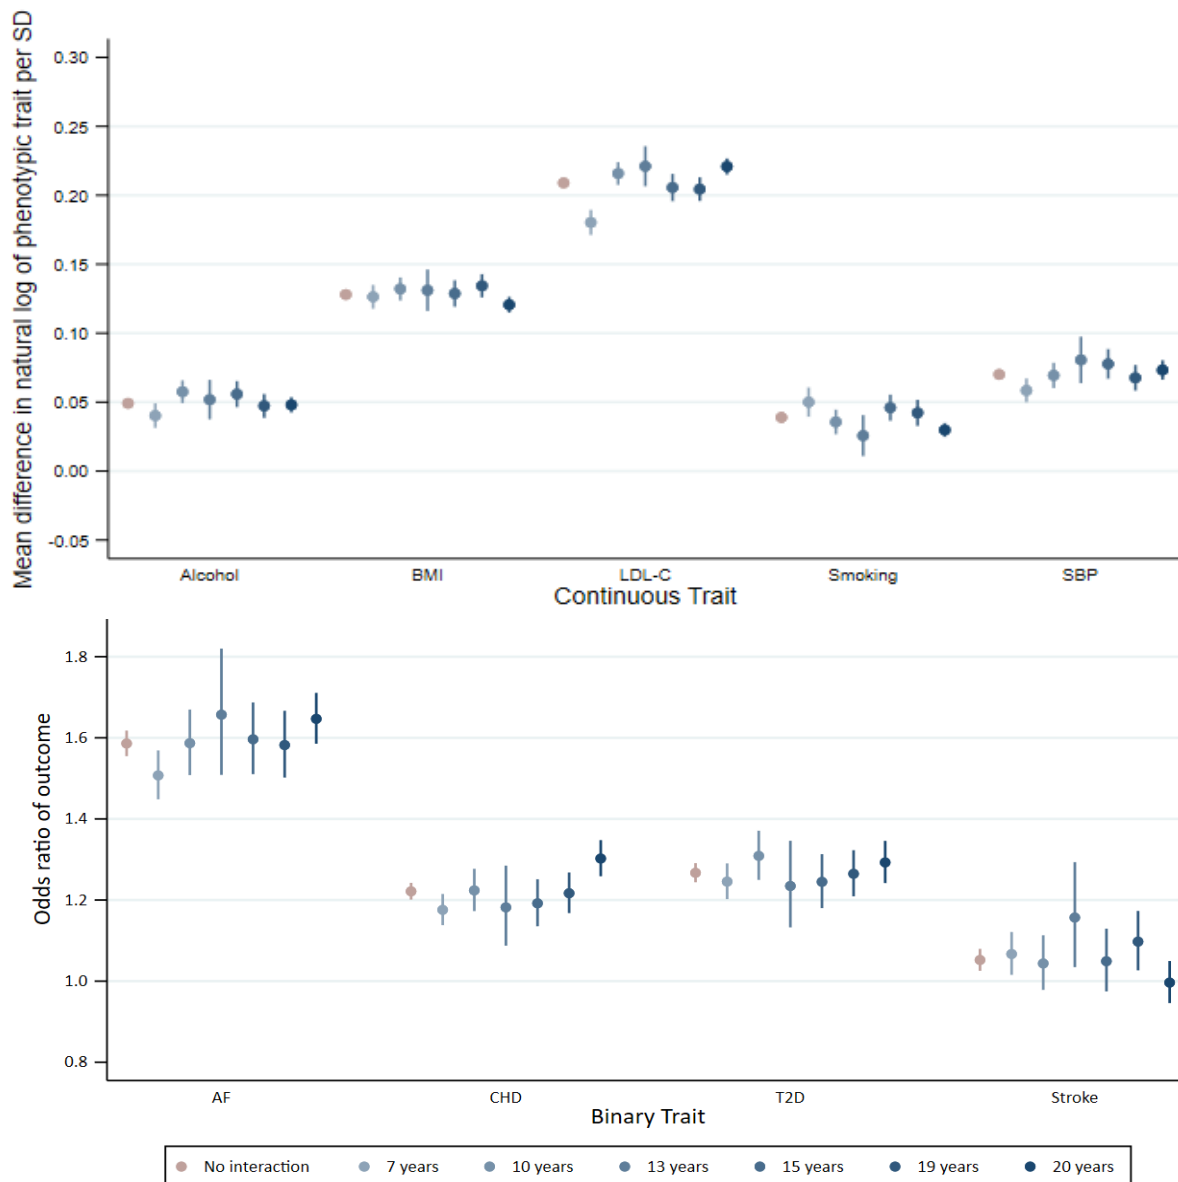 Mean difference in natural log of phenotypic trait per SD
0.30
0.25
0.20
0.15
0.10
0.05
0.00
-0.05
Alcohol BMI LDL-C Smoking SBP
Continuous Trait
Odds ratio of outcome
1.8
1.6
1.4
1.2
1.0
0.8
AF CHD T2D Stroke
Binary Trait
No interaction 7 years 10 years 13 years 15 years 19 years 20 years